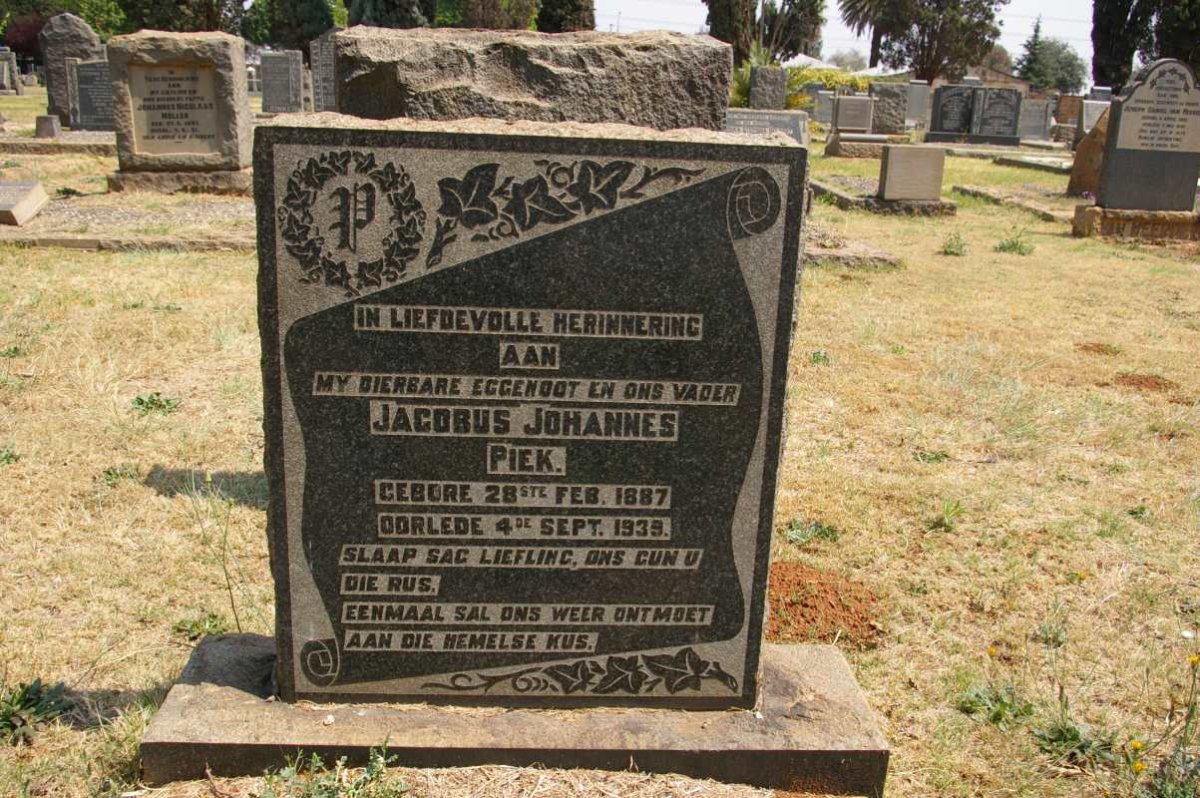 P
IN LIEFDEVOLLE HERINNERING
AAN
MY DIERBARE EGGENOOT EN ONS VADER
JACOBUS JOHANNES
PIEK.
GEBORE 28STE FEB. 1887
OORLEDE 4DE SEPT. 1939.
SLAAP SAG LIEFLING, ONS GUN U
DIE RUS.
EENMAAL SAL ONS WEER ONTMOET
AAN DIE HEMELSE KUS.